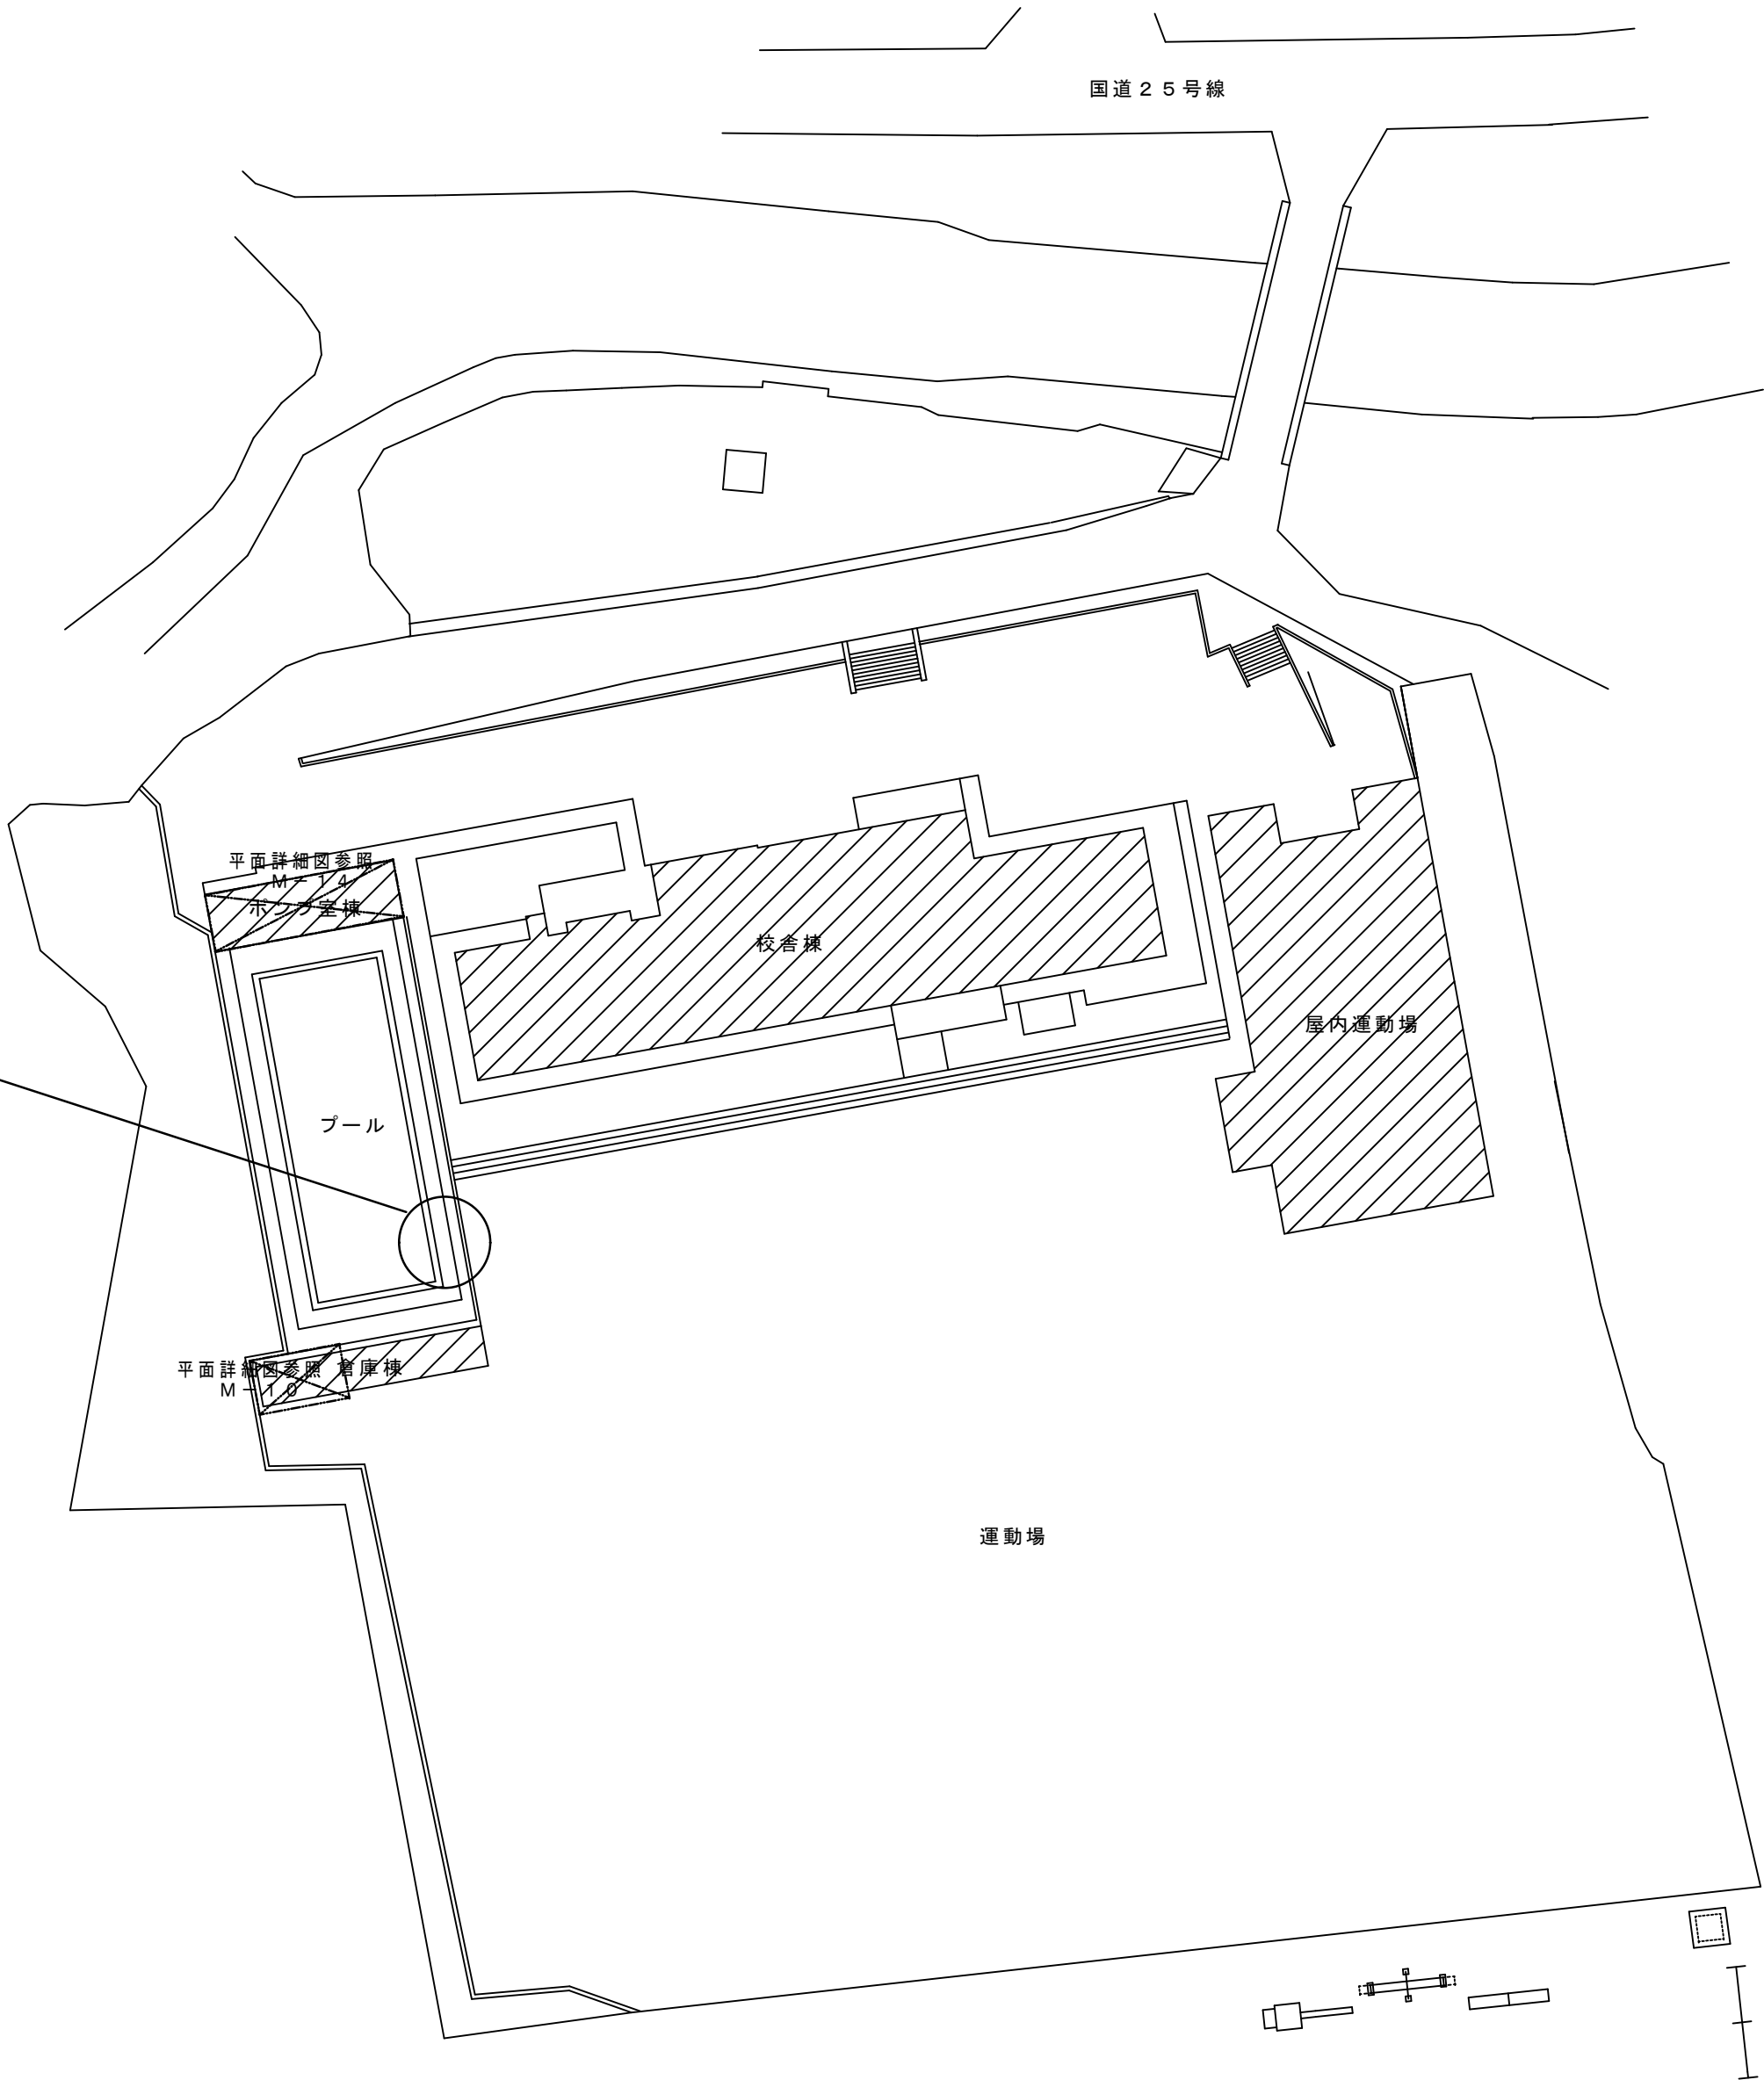 国道２５号線
平面詳細図参照
Ｍ－１４
ポンプ室棟
校舎棟
屋内運動場
プール
平面詳細図参照
Ｍ－１０
倉庫棟
運動場